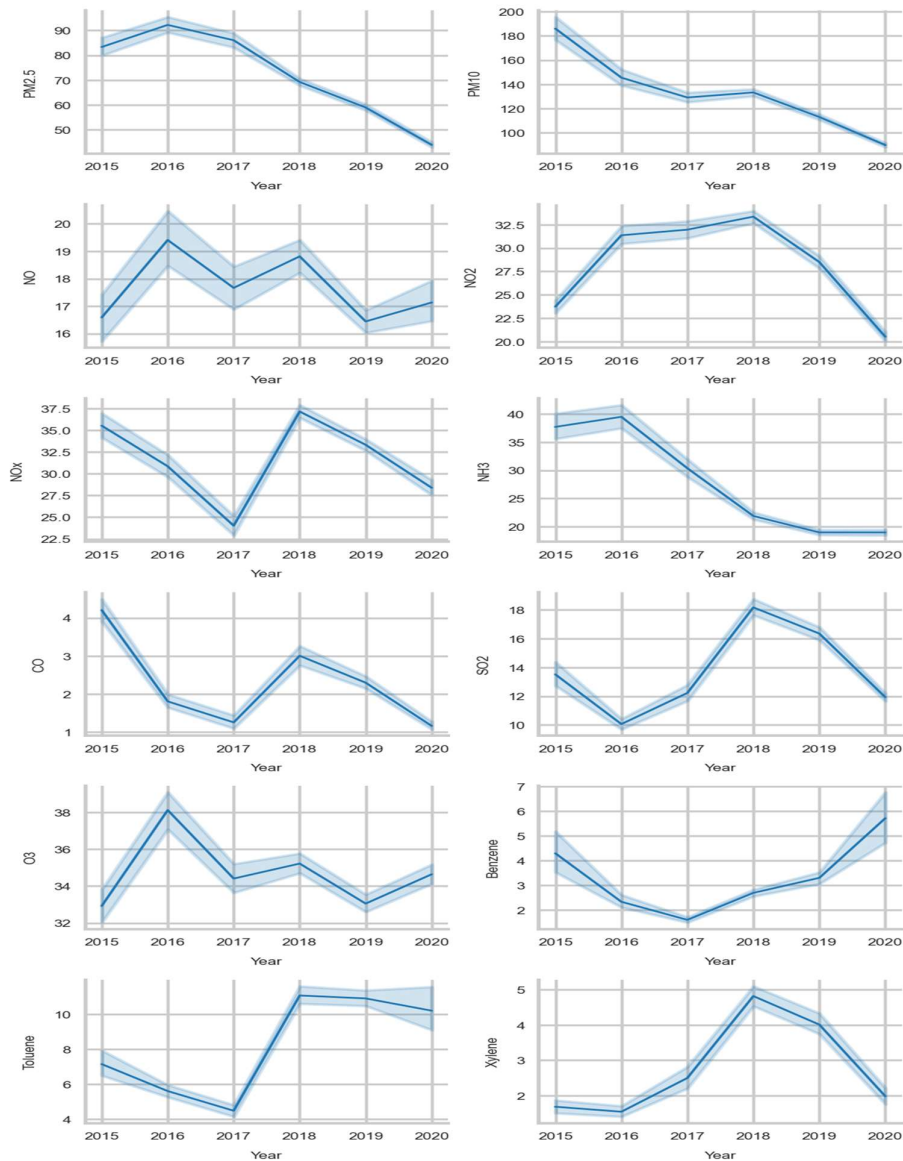 90
80
70
60
50
PM2.5
2015 2016 2017 2018 2019 2020
Year
200
180
160
140
120
100
PM10
2015 2016 2017 2018 2019 2020
Year
20
19
18
17
16
NO
2015 2016 2017 2018 2019 2020
Year
32.5
30.0
27.5
25.0
22.5
20.0
NO2
2015 2016 2017 2018 2019 2020
Year
37.5
35.0
32.5
30.0
27.5
25.0
22.5
NOx
2015 2016 2017 2018 2019 2020
Year
40
35
30
25
20
NH3
2015 2016 2017 2018 2019 2020
Year
4
3
2
1
CO
2015 2016 2017 2018 2019 2020
Year
18
16
14
12
10
SO2
2015 2016 2017 2018 2019 2020
Year
38
36
34
32
O3
2015 2016 2017 2018 2019 2020
Year
7
6
5
4
3
2
Benzene
2015 2016 2017 2018 2019 2020
Year
10
8
6
4
Toluene
2015 2016 2017 2018 2019 2020
Year
5
4
3
2
Xylene
2015 2016 2017 2018 2019 2020
Year